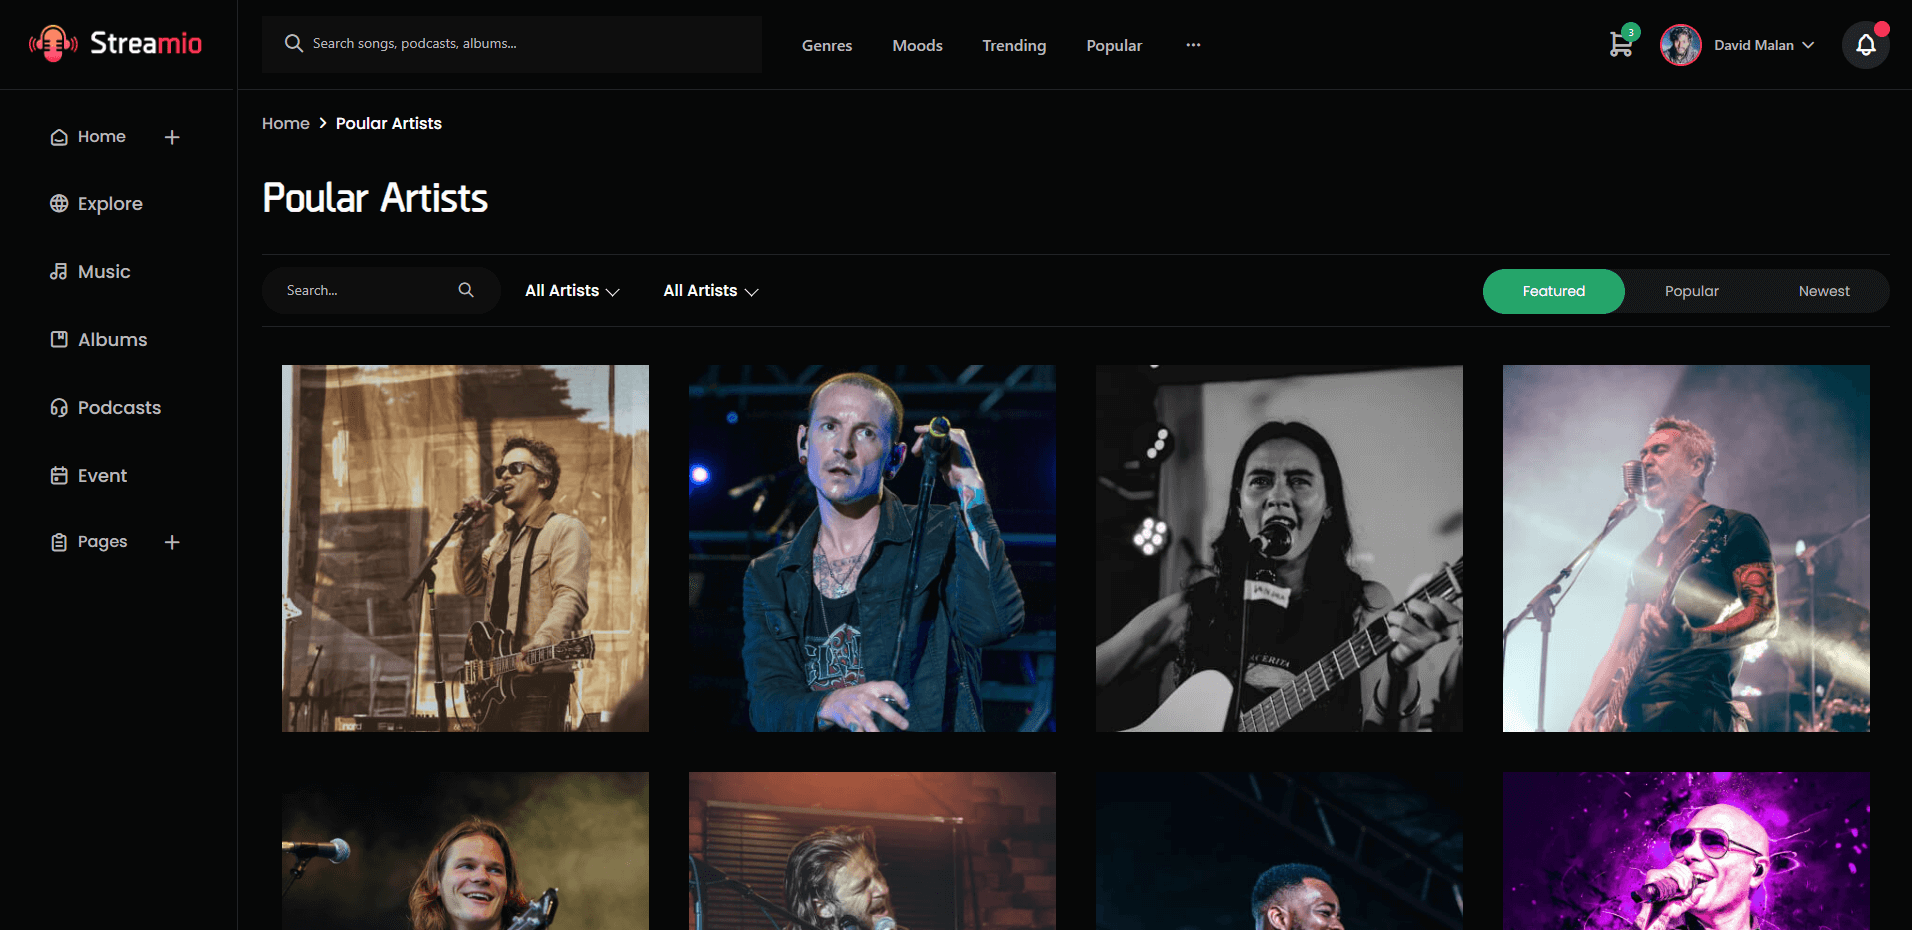 Streamio
Search songs, podcasts, albums...
Genres
Moods
Trending
Popular
3
David Malan
Home
Explore
Music
Albums
Podcasts
Event
Pages
Home > Poular Artists
Poular Artists
Search...
All Artists
All Artists
Featured
Popular
Newest
ACERITA